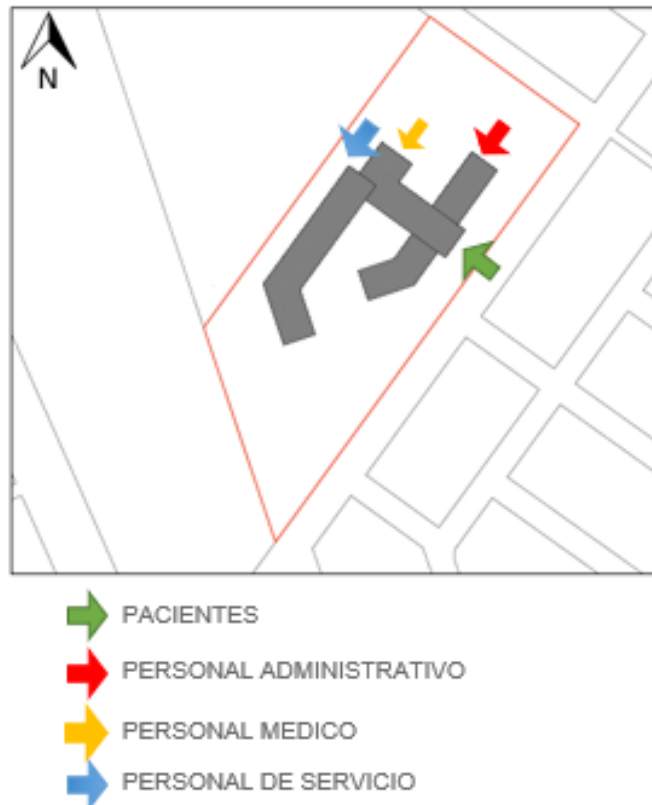 N
PACIENTES
PERSONAL ADMINISTRATIVO
PERSONAL MEDICO
PERSONAL DE SERVICIO